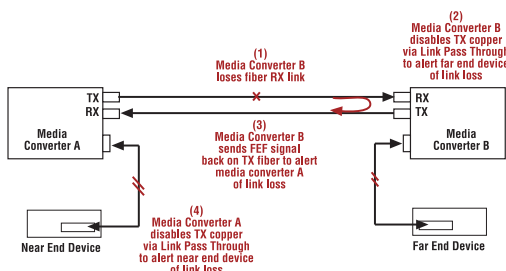 (1)
Media Converter B
loses fiber RX link
(2)
Media Converter B
disables TX copper
via Link Pass Through
to alert far end device
of link loss
TX
RX
Media
Converter A
RX
TX
Media
Converter B
(3)
Media Converter B
sends FEF signal
back on TX fiber to alert
media converter A
of link loss
(4)
Media Converter A
disables TX copper
via Link Pass Through
to alert near end device
of link loss
Near End Device
Far End Device